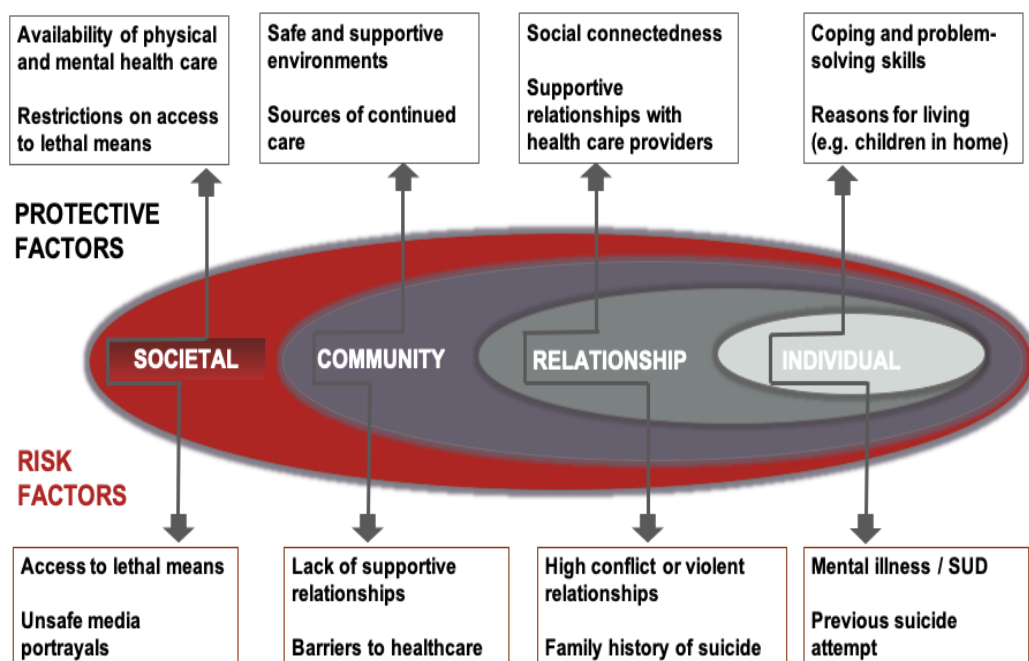 Availability of physical
and mental health care
Restrictions on access
to lethal means
Safe and supportive
environments
Sources of continued
care
Social connectedness
Supportive
relationships with
health care providers
Coping and problem-
solving skills
Reasons for living
(e.g. children in home)
PROTECTIVE
FACTORS
SOCIETAL
COMMUNITY
RELATIONSHIP
INDIVIDUAL
RISK
FACTORS
Access to lethal means
Unsafe media
portrayals
Lack of supportive
relationships
Barriers to healthcare
High conflict or violent
relationships
Family history of suicide
Mental illness / SUD
Previous suicide
attempt